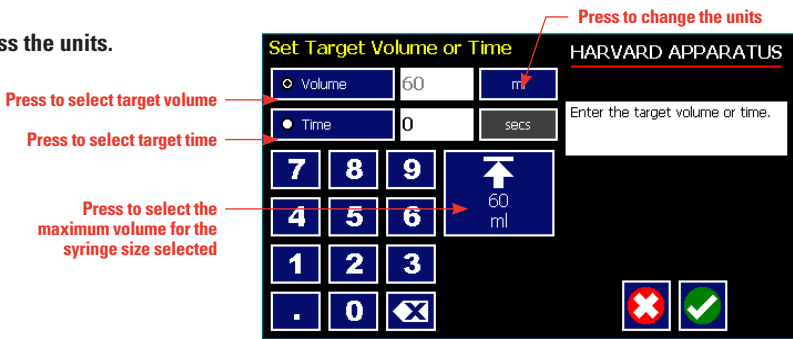 Press to change the units
ss the units.
Set Target Volume or Time
HARVARD APPARATUS
Press to select target volume
Volume
60
ml
Press to select target time
Time
0
secs
Enter the target volume or time.
7 8 9
Press to select the
maximum volume for the
syringe size selected
60
ml
4 5 6
1 2 3
. 0